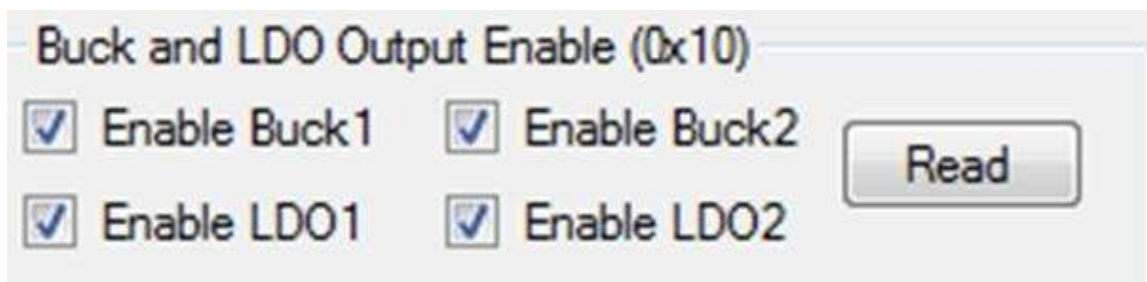 Buck and LDO Output Enable (0x10)
Enable Buck1 Enable Buck2
Read
Enable LDO1 Enable LDO2